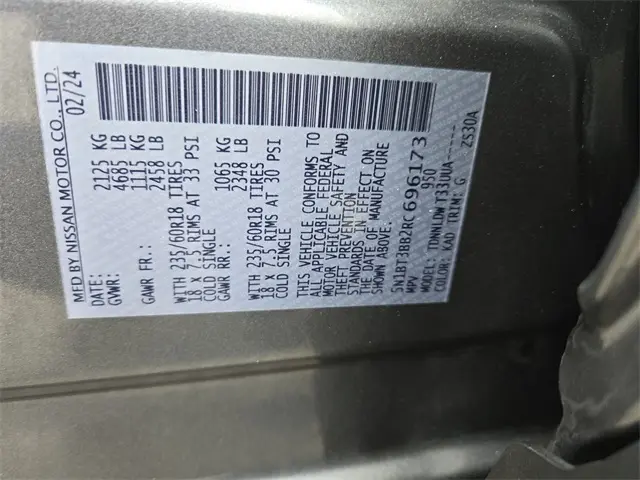 MFD BY NISSAN MOTOR CO., LTD.
DATE: 02/24
GVWR: 2125 KG
4685 LB
GAWR FR.: 1115 KG
2458 LB
WITH 235/60R18 TIRES
18 X 7.5 RIMS AT 33 PSI
COLD SINGLE
GAWR RR.: 1065 KG
2348 LB
WITH 235/60R18 TIRES
18 X 7.5 RIMS AT 30 PSI
COLD SINGLE
THIS VEHICLE CONFORMS TO
ALL APPLICABLE FEDERAL
MOTOR VEHICLE SAFETY AND
THEFT PREVENTION
STANDARDS IN EFFECT ON
THE DATE OF MANUFACTURE
SHOWN ABOVE.
5N1BT3BB2RC696173
MPV 950
MODEL: TDNNLDW T33UUA-----
COLOR: KAD TRIM: G ZS30A